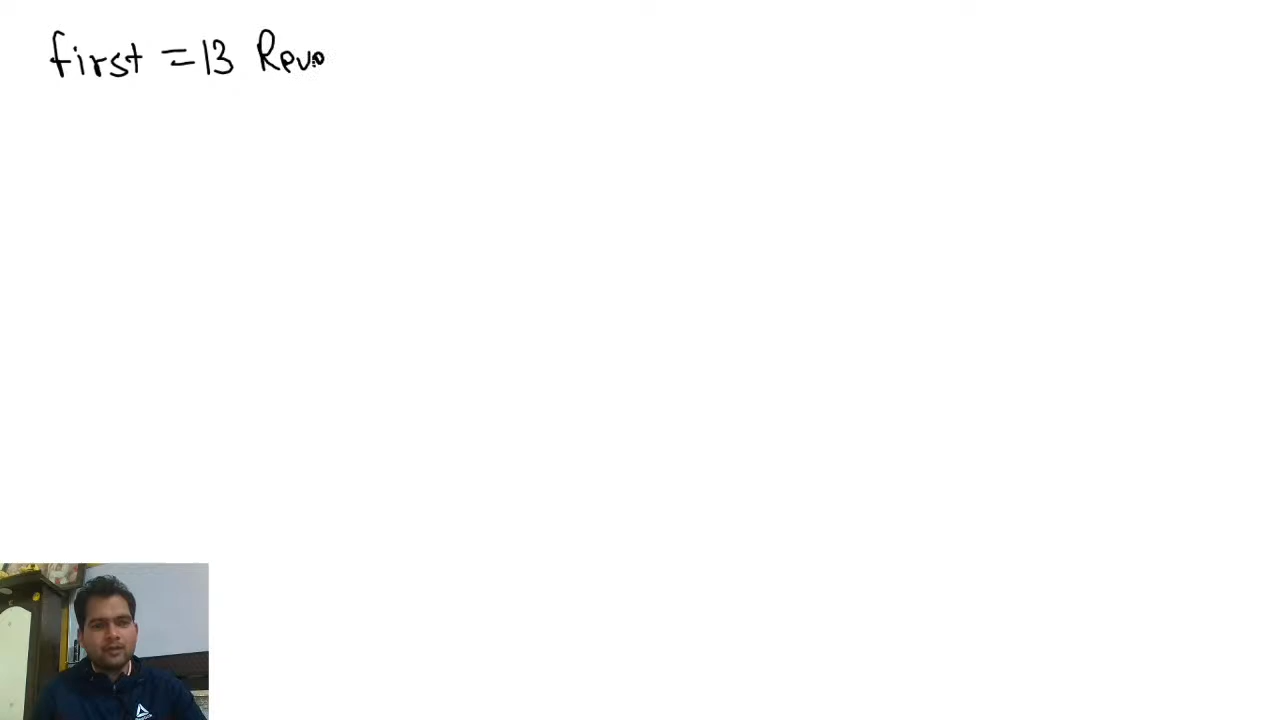 first = 13 Revo